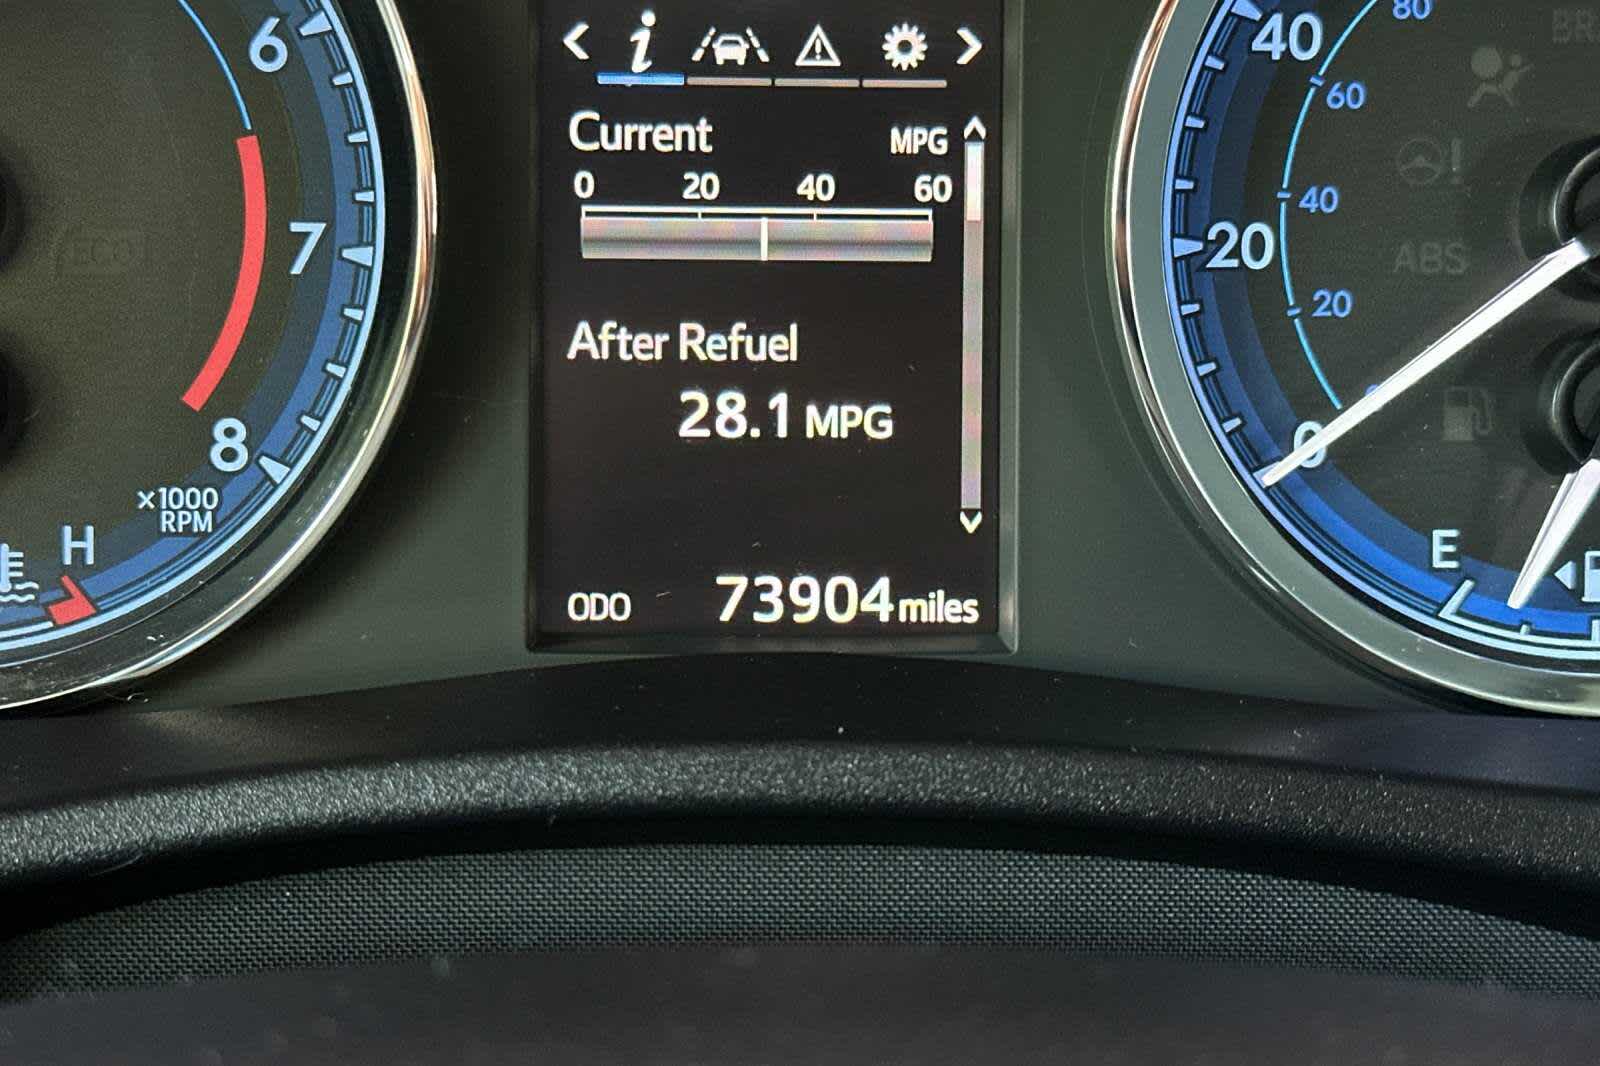 6
7
8
×1000
RPM
H
ECO
Current MPG
0 20 40 60
After Refuel
28.1 MPG
ODO 73904 miles
80
40
60
40
20
20
0
ABS
E